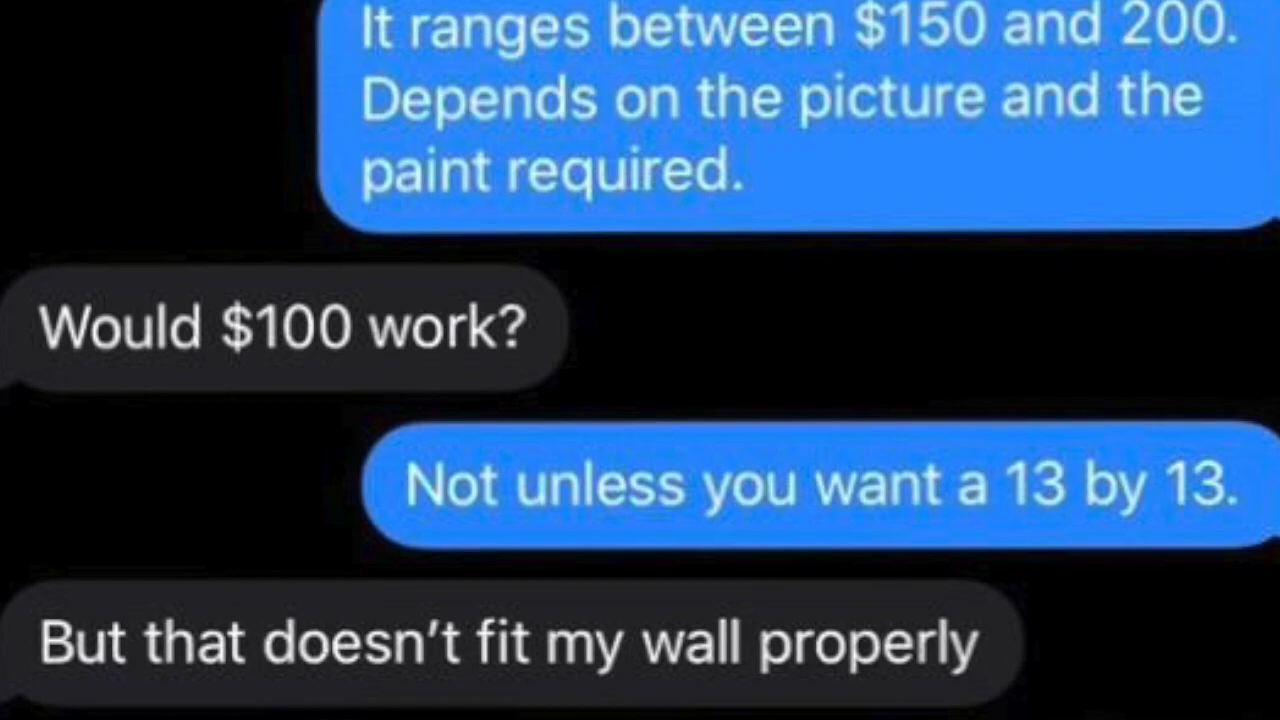 It ranges between $150 and 200.
Depends on the picture and the
paint required.
Would $100 work?
Not unless you want a 13 by 13.
But that doesn’t fit my wall properly